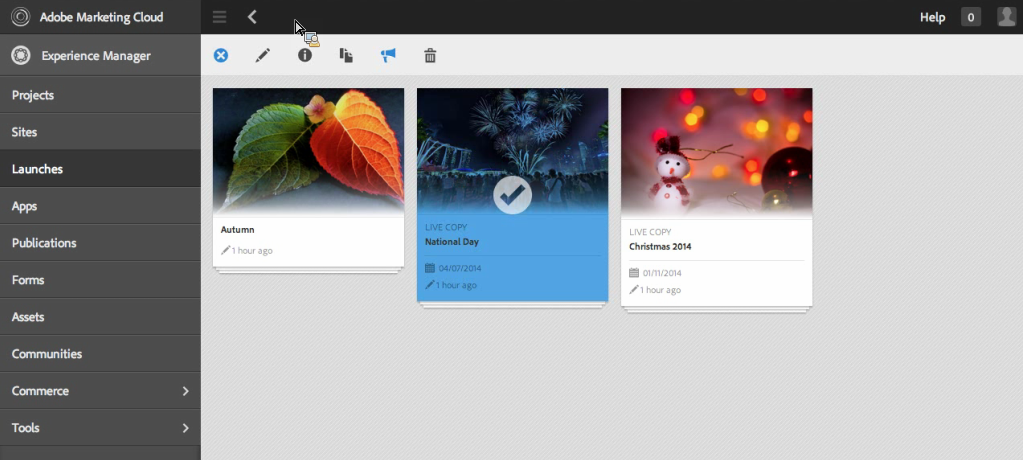 Adobe Marketing Cloud
Help 0
Experience Manager
Projects
Sites
Launches
Apps
Publications
Forms
Assets
Communities
Commerce
Tools
Autumn
1 hour ago
LIVE COPY
National Day
04/07/2014
1 hour ago
LIVE COPY
Christmas 2014
01/11/2014
1 hour ago